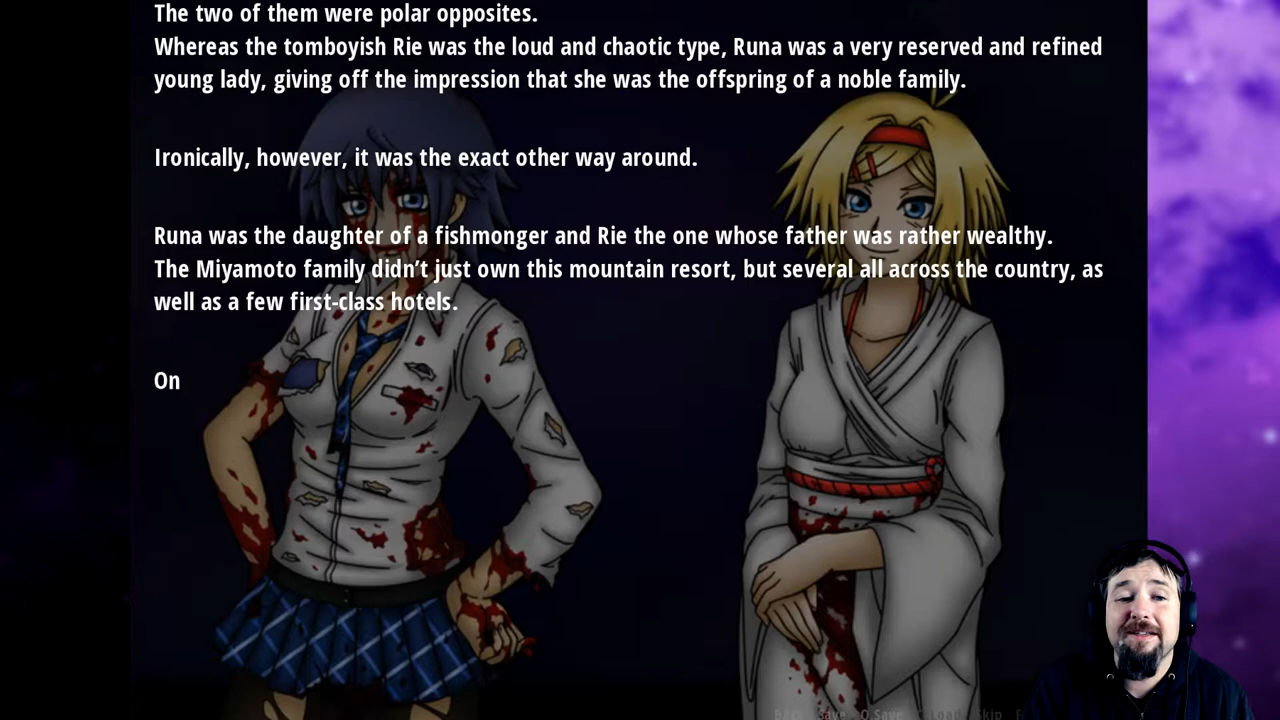 The two of them were polar opposites.
Whereas the tomboyish Rie was the loud and chaotic type, Runa was a very reserved and refined
young lady, giving off the impression that she was the offspring of a noble family.
Ironically, however, it was the exact other way around.
Runa was the daughter of a fishmonger and Rie the one whose father was rather wealthy.
The Miyamoto family didn’t just own this mountain resort, but several all across the country, as
well as a few first-class hotels.
On
Save Q.Save Load Skip